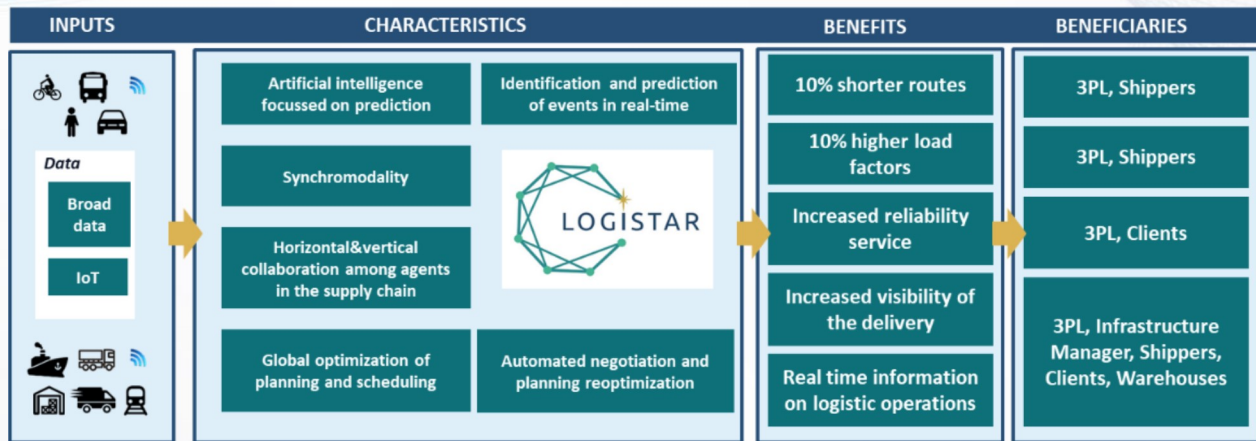 INPUTS
CHARACTERISTICS
BENEFITS
BENEFICIARIES
Data
Broad
data
IoT
Artificial intelligence
focussed on prediction
Identification and prediction
of events in real-time
Synchromodality
LOGISTAR
Horizontal&vertical
collaboration among agents
in the supply chain
Global optimization of
planning and scheduling
Automated negotiation and
planning reoptimization
10% shorter routes
10% higher load
factors
Increased reliability
service
Increased visibility of
the delivery
Real time information
on logistic operations
3PL, Shippers
3PL, Shippers
3PL, Clients
3PL, Infrastructure
Manager, Shippers,
Clients, Warehouses